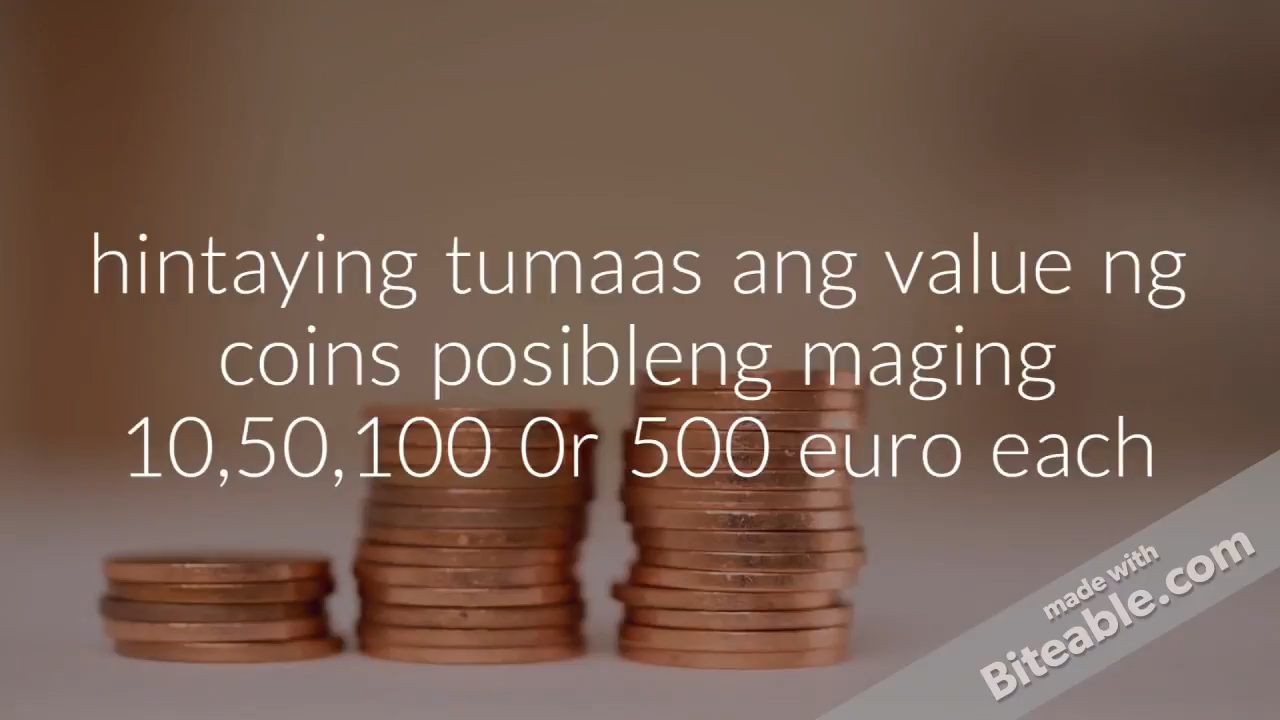 hintaying tumaas ang value ng
coins posibleng maging
10,50,100 0r 500 euro each
made with
Biteable.com